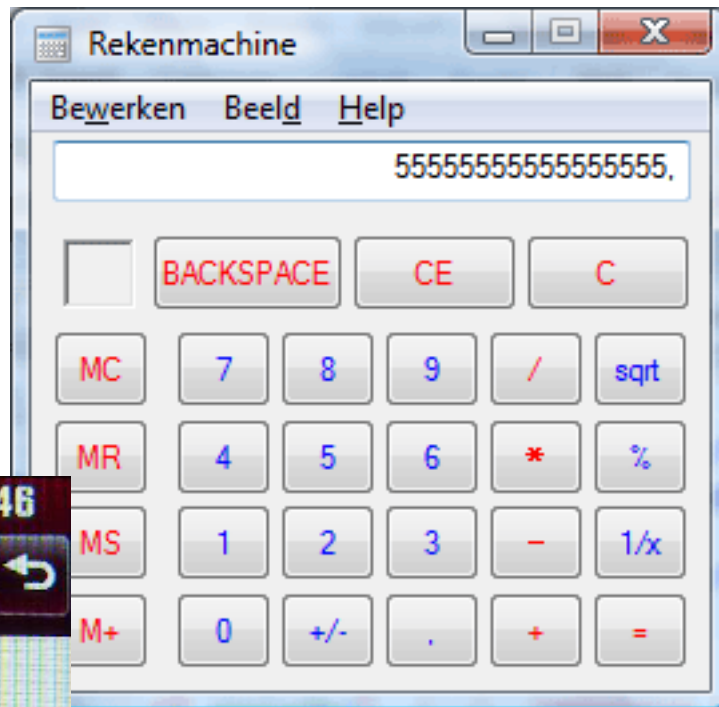 Rekenmachine
Bewerken Beeld Help
55555555555555555,
BACKSPACE CE C
MC 7 8 9 / sqrt
MR 4 5 6 * %
46
MS 1 2 3 - 1/x
M+ 0 +/- , + =